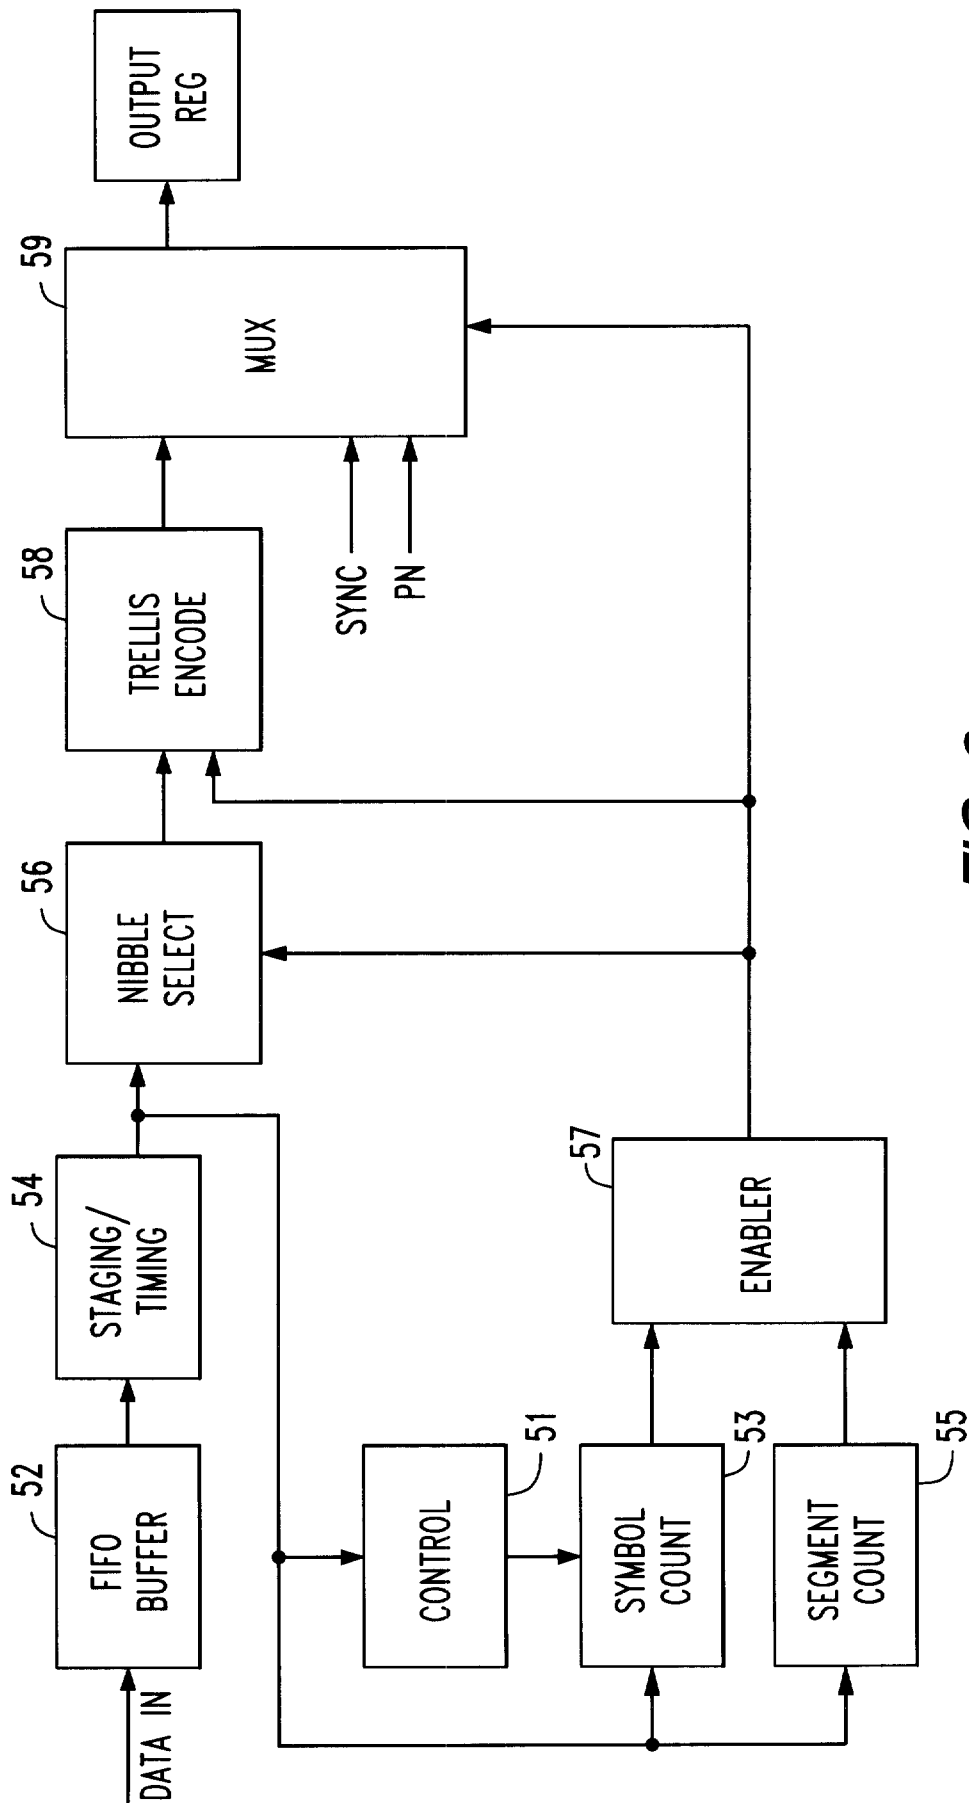 DATA IN
52
FIFO
BUFFER
54
STAGING/
TIMING
56
NIBBLE
SELECT
58
TRELLIS
ENCODE
59
MUX
OUTPUT
REG
SYNC
PN
CONTROL
51
SYMBOL
COUNT
53
SEGMENT
COUNT
55
57
ENABLER